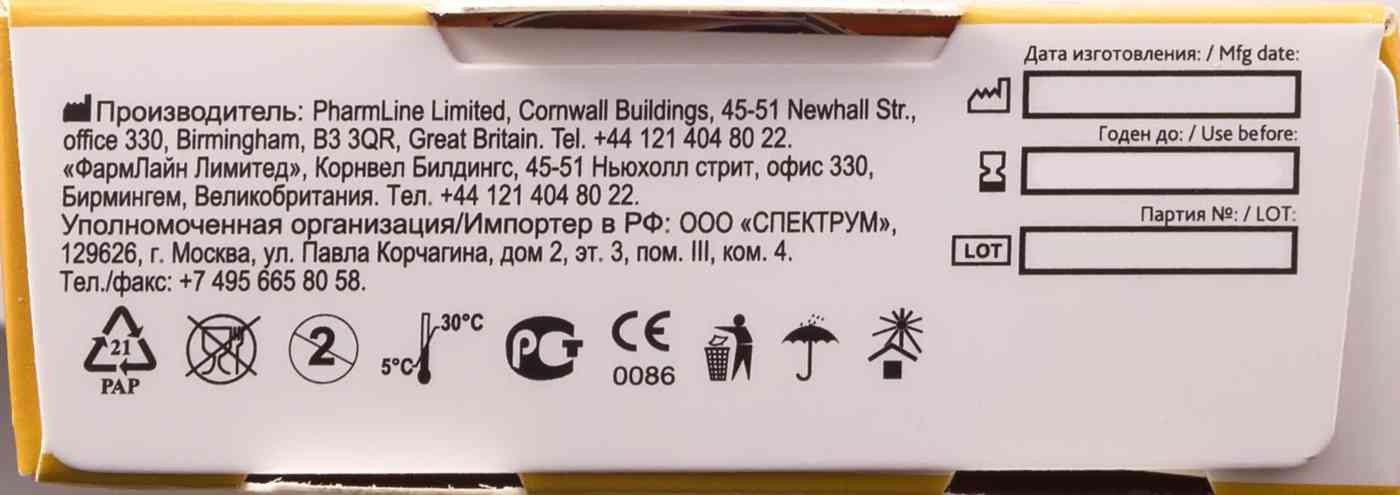 Производитель: PharmLine Limited, Cornwall Buildings, 45-51 Newhall Str.,
office 330, Birmingham, B3 3QR, Great Britain. Tel. +44 121 404 80 22.
«ФармЛайн Лимитед», Корнвел Билдингс, 45-51 Ньюхолл стрит, офис 330,
Бирмингем, Великобритания. Тел. +44 121 404 80 22.
Уполномоченная организация/Импортер в РФ: ООО «СПЕКТРУМ»,
129626, г. Москва, ул. Павла Корчагина, дом 2, эт. 3, пом. III, ком. 4.
Тел./факс: +7 495 665 80 58.
Дата изготовления: / Mfg date:
Годен до: / Use before:
Партия №: / LOT:
LOT
21
PAP
2
5°C
30°C
РСТ
CE
0086